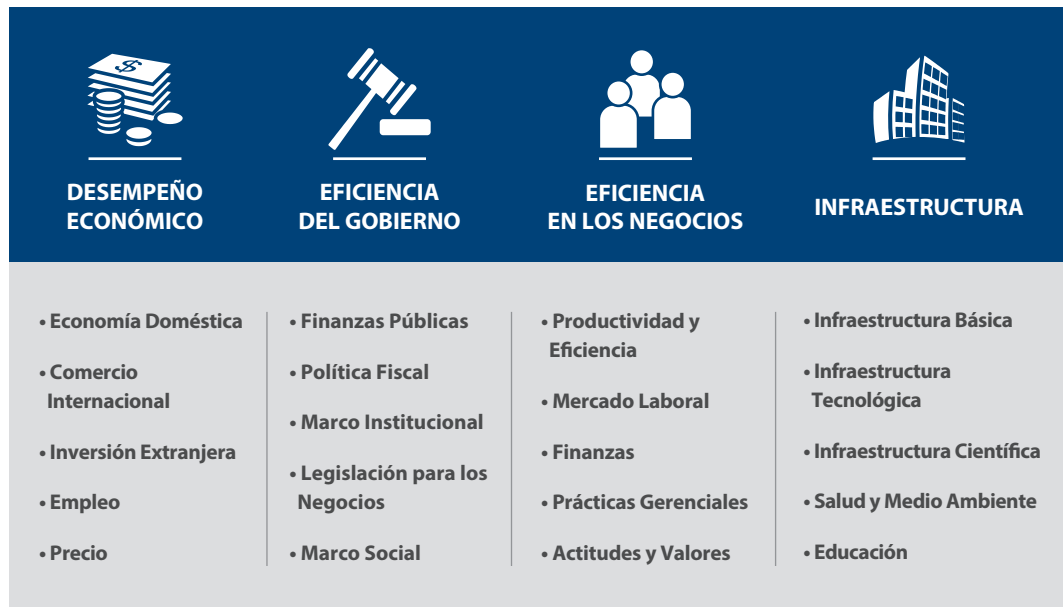 $
DESEMPEÑO
ECONÓMICO
EFICIENCIA
DEL GOBIERNO
EFICIENCIA
EN LOS NEGOCIOS
INFRAESTRUCTURA
• Economía Doméstica
• Comercio
Internacional
• Inversión Extranjera
• Empleo
• Precio
• Finanzas Públicas
• Política Fiscal
• Marco Institucional
• Legislación para los
Negocios
• Marco Social
• Productividad y
Eficiencia
• Mercado Laboral
• Finanzas
• Prácticas Gerenciales
• Actitudes y Valores
• Infraestructura Básica
• Infraestructura
Tecnológica
• Infraestructura Científica
• Salud y Medio Ambiente
• Educación